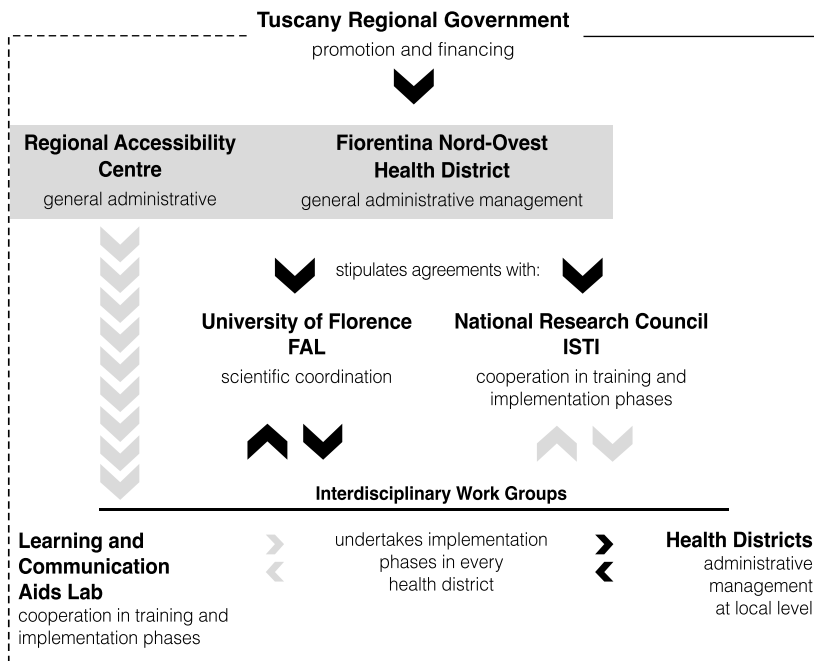 Tuscany Regional Government
promotion and financing
Regional Accessibility
Centre
general administrative
Fiorentina Nord-Ovest
Health District
general administrative management
stipulates agreements with:
University of Florence
FAL
scientific coordination
National Research Council
ISTI
cooperation in training and
implementation phases
Interdisciplinary Work Groups
Learning and
Communication
Aids Lab
cooperation in training and
implementation phases
undertakes implementation
phases in every
health district
Health Districts
administrative
management
at local level